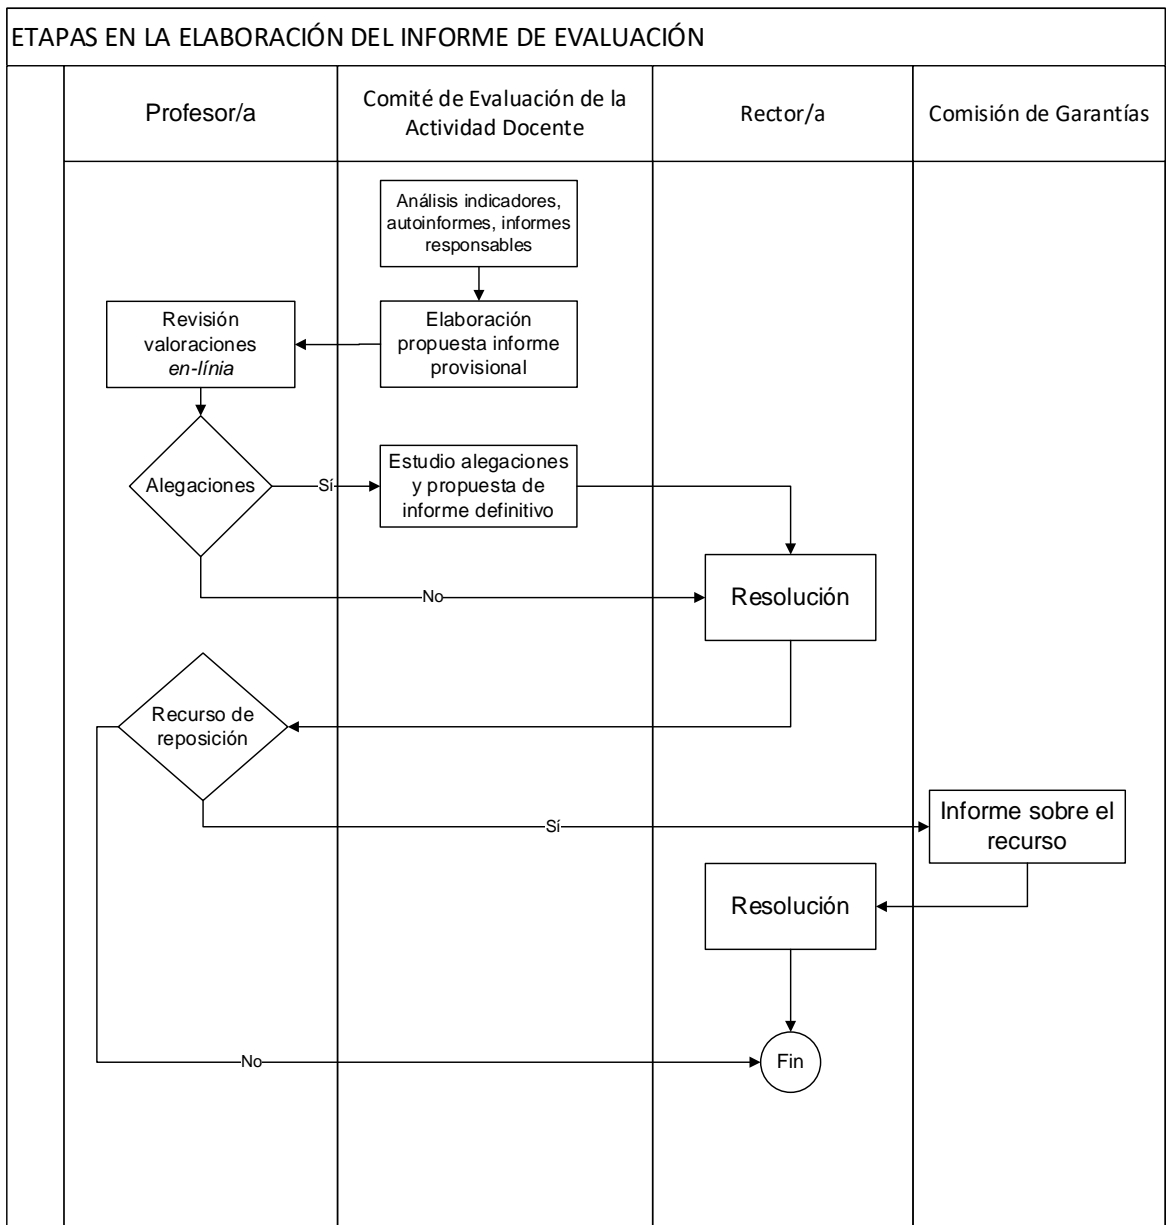 ETAPAS EN LA ELABORACIÓN DEL INFORME DE EVALUACIÓN
Profesor/a
Comité de Evaluación de la
Actividad Docente
Rector/a
Comisión de Garantías
Análisis indicadores,
autoinformes, informes
responsables
Revisión
valoraciones
en-línia
Elaboración
propuesta informe
provisional
Alegaciones
Sí
Estudio alegaciones
y propuesta de
informe definitivo
No
Resolución
Recurso de
reposición
Sí
Informe sobre el
recurso
Resolución
No
Fin